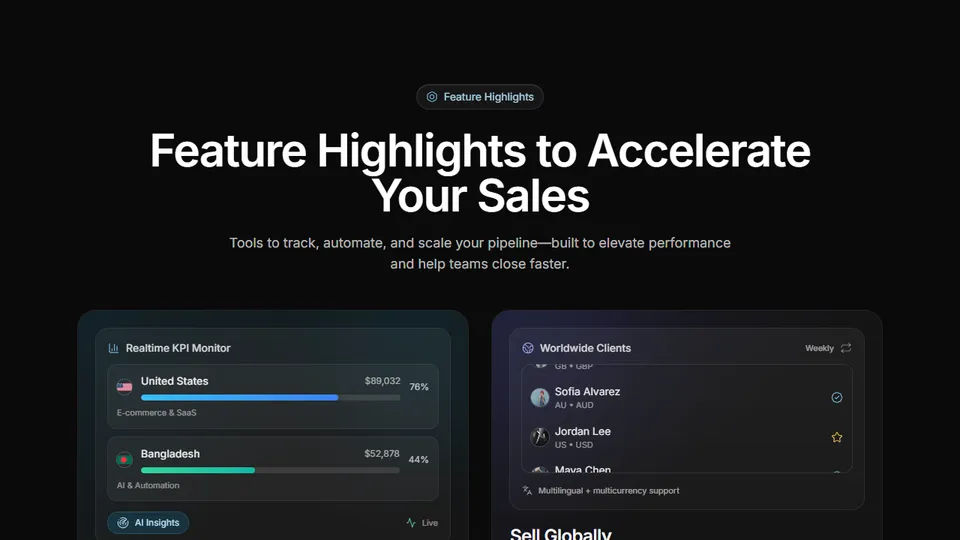 Feature Highlights
Feature Highlights to Accelerate
Your Sales
Tools to track, automate, and scale your pipeline—built to elevate performance
and help teams close faster.
Realtime KPI Monitor
United States
$89,032
76%
E-commerce & SaaS
Bangladesh
$52,878
44%
AI & Automation
AI Insights
Live
Worldwide Clients
Weekly
GB • GBP
Sofia Alvarez
AU • AUD
Jordan Lee
US • USD
Maya Chen
Multilingual + multicurrency support
Sell Globally